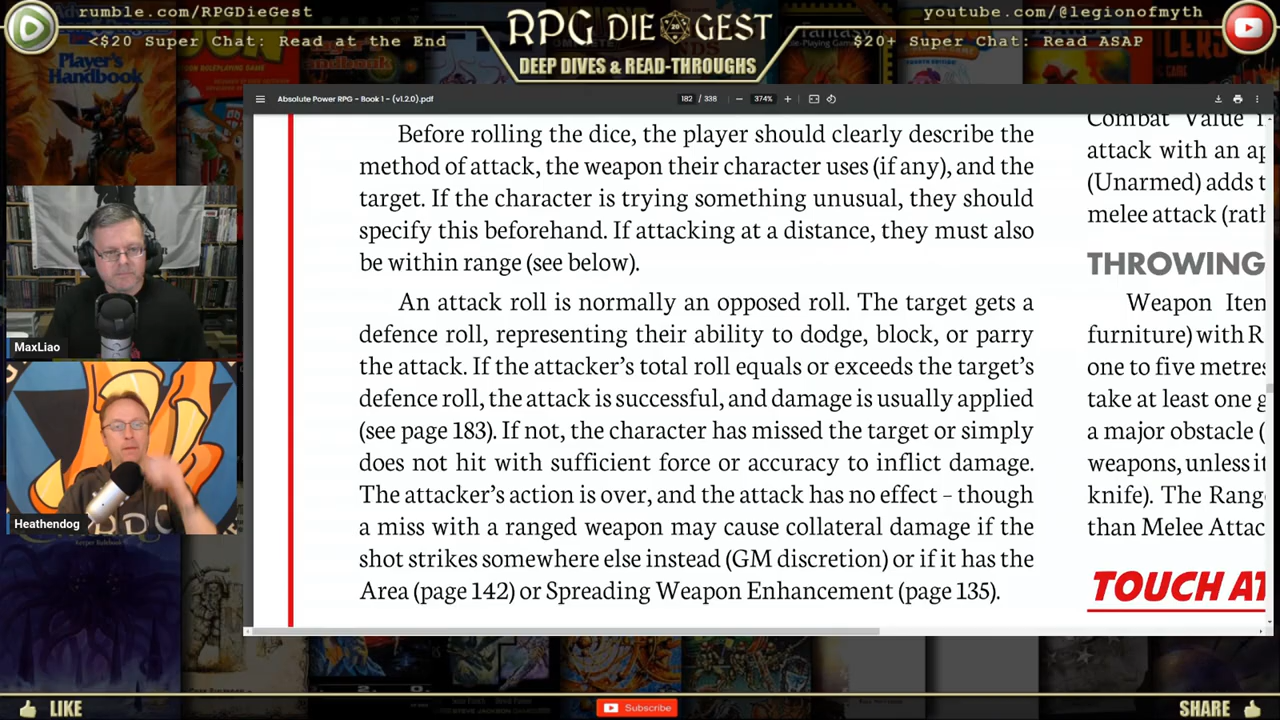 rumble.com/RPGDieGest
<$20 Super Chat: Read at the End
RPG DIE GEST
DEEP DIVES & READ-THROUGHS
youtube.com/@legionofmyth
$20+ Super Chat: Read ASAP
Player's
Handbook
Absolute Power RPG - Book 1 - (v1.2.0).pdf
182 / 338
374%
Before rolling the dice, the player should clearly describe the
method of attack, the weapon their character uses (if any), and the
target. If the character is trying something unusual, they should
specify this beforehand. If attacking at a distance, they must also
be within range (see below).
An attack roll is normally an opposed roll. The target gets a
defence roll, representing their ability to dodge, block, or parry
the attack. If the attacker's total roll equals or exceeds the target's
defence roll, the attack is successful, and damage is usually applied
(see page 183). If not, the character has missed the target or simply
does not hit with sufficient force or accuracy to inflict damage.
The attacker's action is over, and the attack has no effect – though
a miss with a ranged weapon may cause collateral damage if the
shot strikes somewhere else instead (GM discretion) or if it has the
Area (page 142) or Spreading Weapon Enhancement (page 135).
Combat Value
attack with an
(Unarmed) adds
melee attack
THROWING
Weapon
furniture) with
one to five metres
take at least one
a major obstacle
weapons, unless
knife). The
than Melee
TOUCH
MaxLiao
Heathendog
LIKE
Subscribe
SHARE